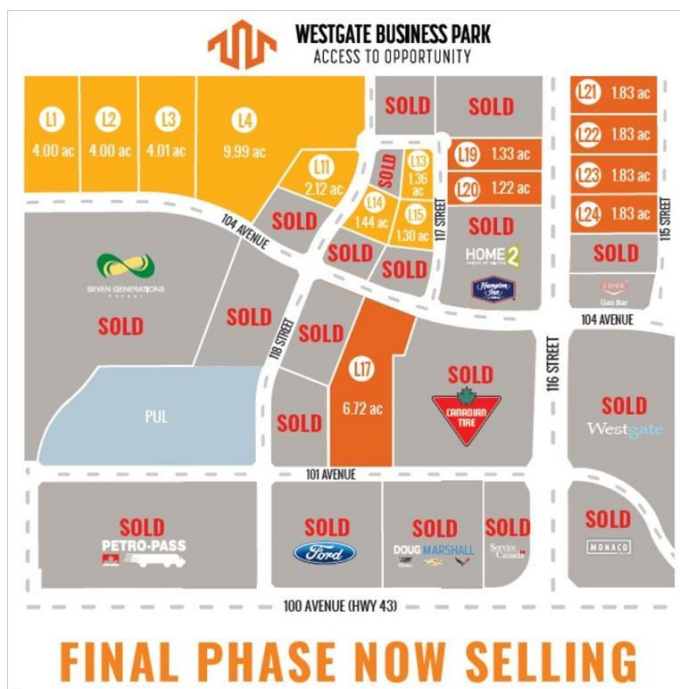 WESTGATE BUSINESS PARK
ACCESS TO OPPORTUNITY
L1
4.00 ac
L2
4.00 ac
L3
4.01 ac
L4
9.99 ac
SOLD
SOLD
L21 1.83 ac
L22 1.83 ac
L23 1.83 ac
L24 1.83 ac
L11
2.12 ac
SOLD
L13
1.36
ac
L19 1.33 ac
L20 1.22 ac
L14
1.44 ac
L15
1.30 ac
117 STREET
115 STREET
104 AVENUE
SOLD
SOLD
SOLD
SOLD
HOME2
Hampton
Inn
SOLD
Gas Bar
104 AVENUE
SEVEN GENERATIONS
ENERGY
SOLD
SOLD
118 STREET
SOLD
L17
6.72 ac
SOLD
CANADIAN
TIRE
116 STREET
SOLD
Westgate
PUL
SOLD
101 AVENUE
SOLD
PETRO-PASS
SOLD
Ford
SOLD
DOUG MARSHALL
SOLD
Service
Canada
SOLD
MONACO
100 AVENUE (HWY 43)
FINAL PHASE NOW SELLING